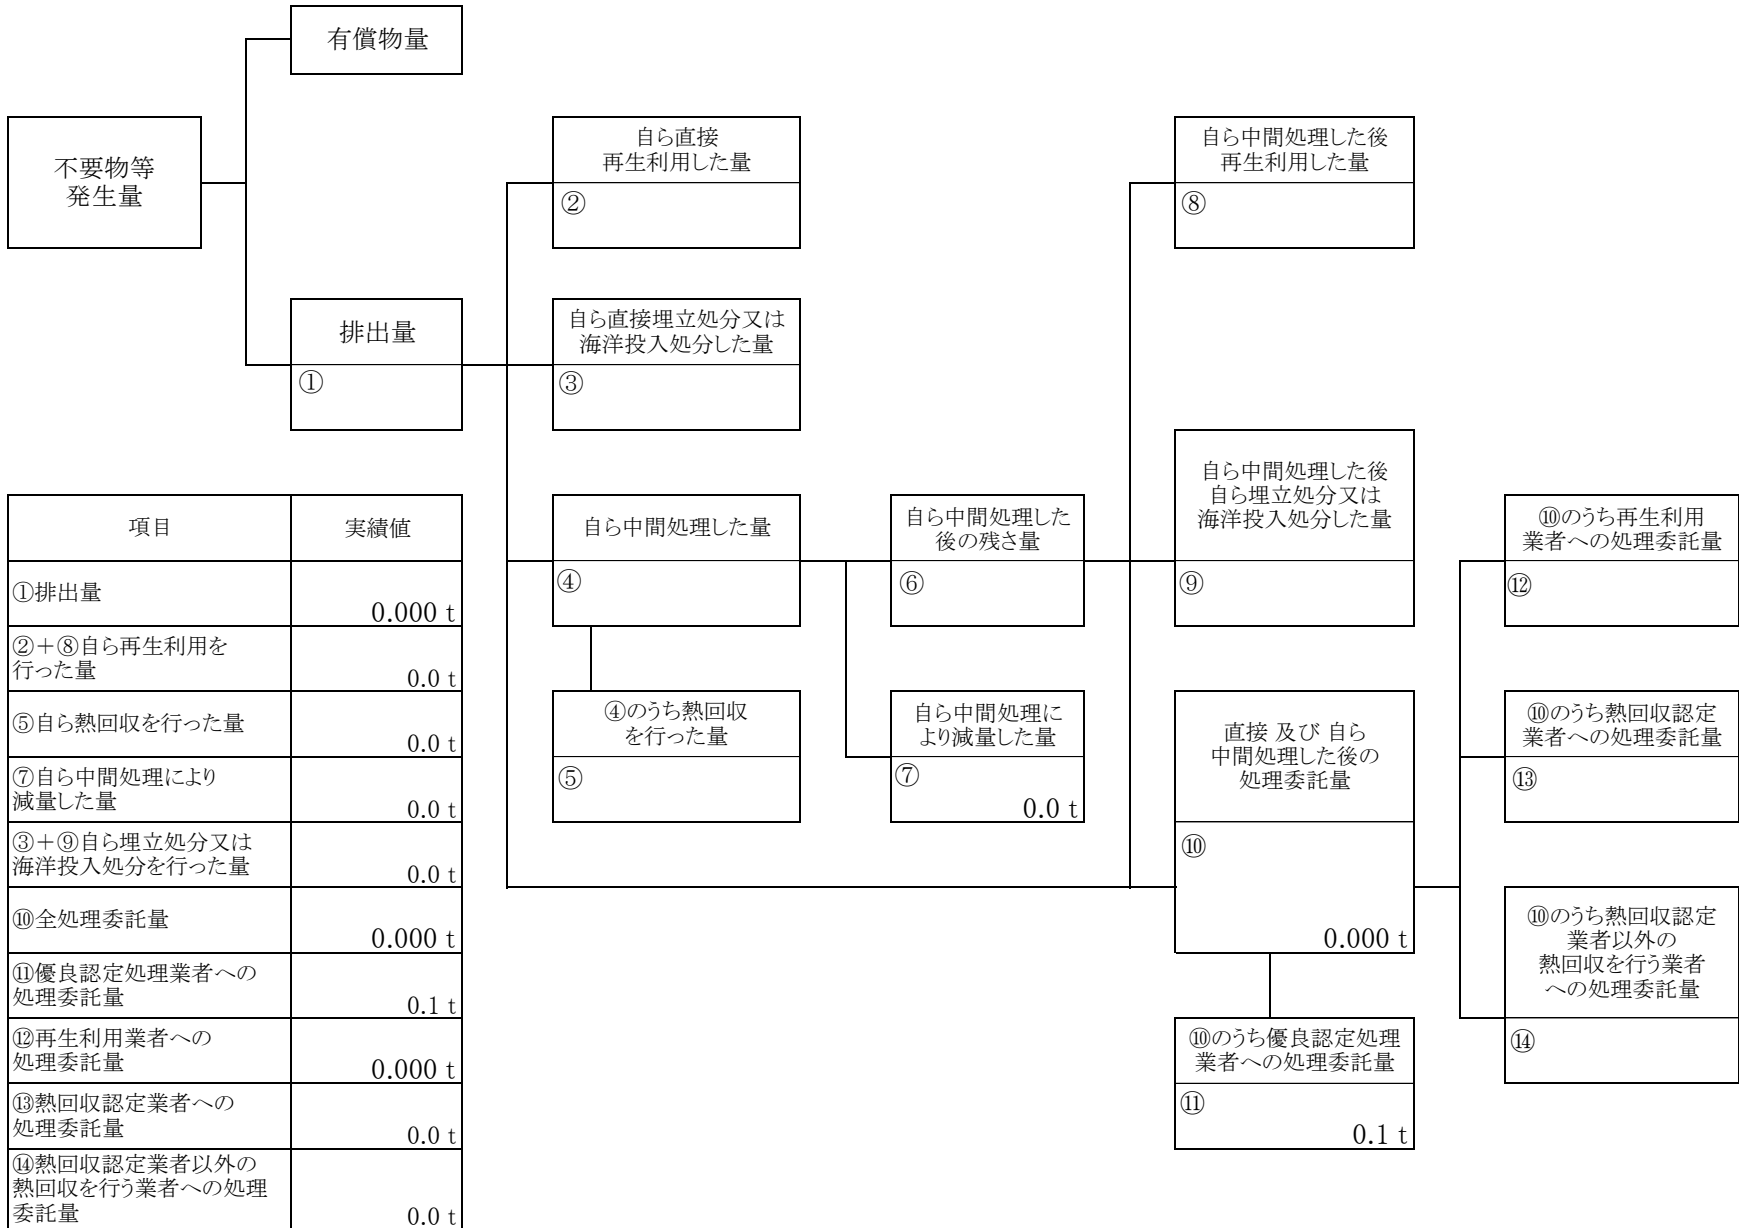 有償物量
不要物等
発生量
自ら直接
再生利用した量
②
自ら中間処理した後
再生利用した量
⑧
排出量
①
自ら直接埋立処分又は
海洋投入処分した量
③
自ら中間処理した量
④
自ら中間処理した
後の残さ量
⑥
自ら中間処理した後
自ら埋立処分又は
海洋投入処分した量
⑨
⑩のうち再生利用
業者への処理委託量
⑫
④のうち熱回収
を行った量
⑤
自ら中間処理に
より減量した量
⑦
0.0 t
直接 及び 自ら
中間処理した後の
処理委託量
⑩
0.000 t
⑩のうち熱回収認定
業者への処理委託量
⑬
⑩のうち熱回収認定
業者以外の
熱回収を行う業者
への処理委託量
⑭
⑩のうち優良認定処理
業者への処理委託量
⑪
0.1 t
項目 実績値
①排出量
0.000 t
②＋⑧自ら再生利用を
行った量
0.0 t
⑤自ら熱回収を行った量
0.0 t
⑦自ら中間処理により
減量した量
0.0 t
③＋⑨自ら埋立処分又は
海洋投入処分を行った量
0.0 t
⑩全処理委託量
0.000 t
⑪優良認定処理業者への
処理委託量
0.1 t
⑫再生利用業者への
処理委託量
0.000 t
⑬熱回収認定業者への
処理委託量
0.0 t
⑭熱回収認定業者以外の
熱回収を行う業者への処理
委託量
0.0 t